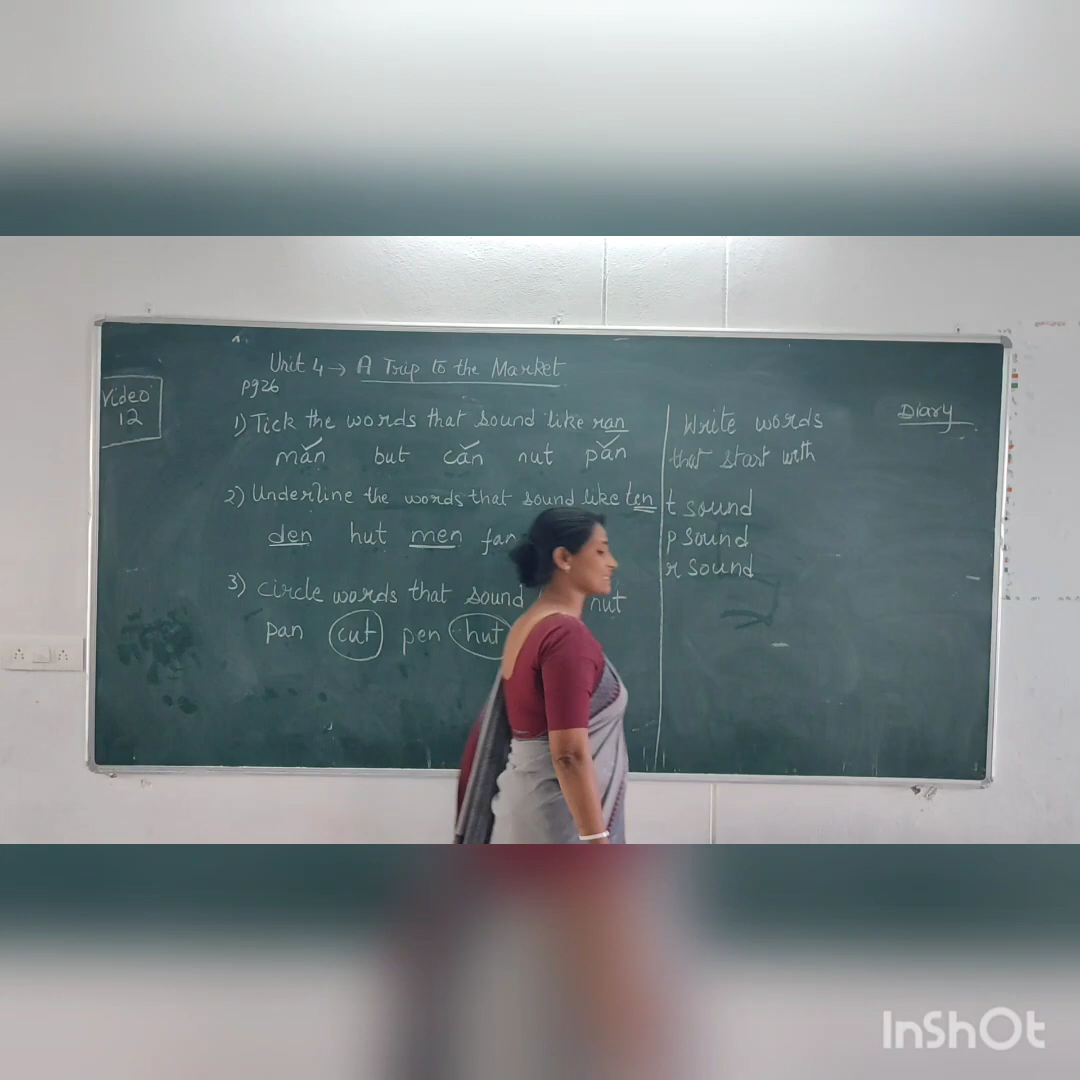 Unit 4 → A Trip to the Market
pg 26
Video
12
1) Tick the words that sound like ran
man but can nut pan
2) Underline the words that sound like ten
den hut men fan
3) Circle words that sound nut
pan cut pen hut
Write words
that start with
t sound
p sound
r sound
Diary
InShOt